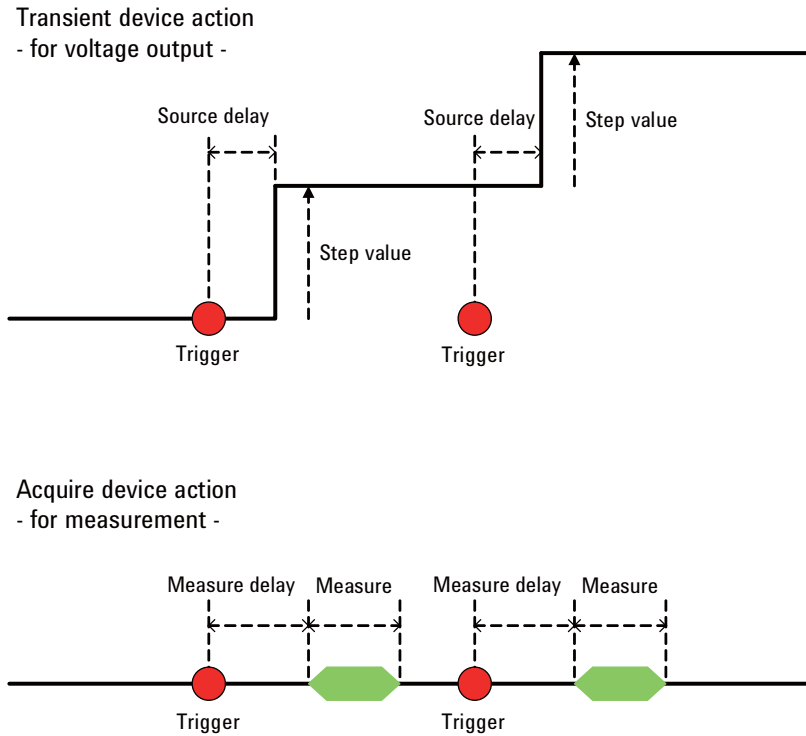 Transient device action
- for voltage output -
Source delay
Source delay
Step value
Step value
Trigger
Trigger
Acquire device action
- for measurement -
Measure delay
Measure
Measure delay
Measure
Trigger
Trigger